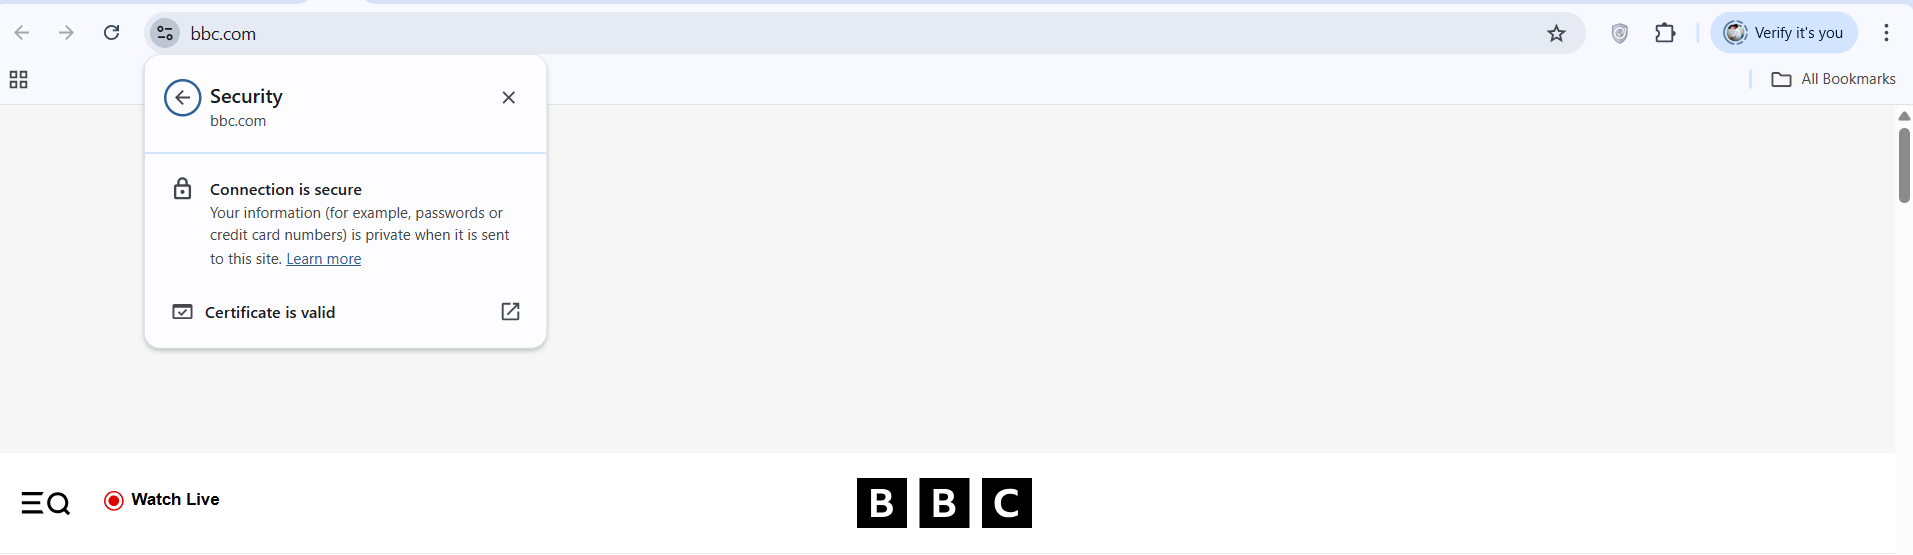 bbc.com
Verify it's you
All Bookmarks
Security
bbc.com
Connection is secure
Your information (for example, passwords or
credit card numbers) is private when it is sent
to this site. Learn more
Certificate is valid
Watch Live
BBC